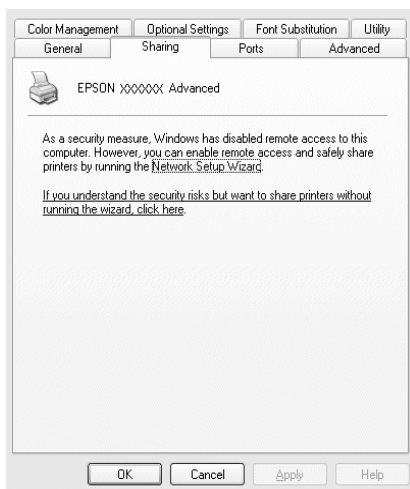 Color Management Optional Settings Font Substitution Utility
General Sharing Ports Advanced
EPSON XXXXXX Advanced
As a security measure, Windows has disabled remote access to this
computer. However, you can enable remote access and safely share
printers by running the Network Setup Wizard.
If you understand the security risks but want to share printers without
running the wizard, click here.
OK Cancel Apply Help